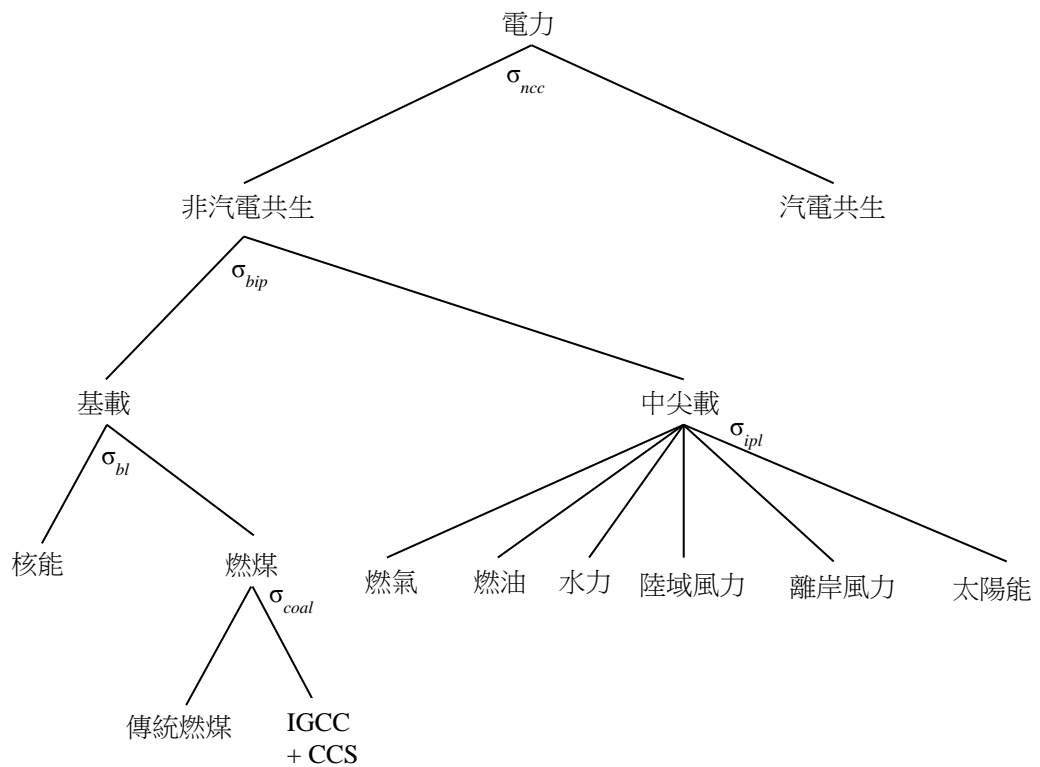 電力
σncc
非汽電共生
汽電共生
σbip
基載
中尖載
σbl
σipl
核能
燃煤
燃氣
燃油
水力
陸域風力
離岸風力
太陽能
σcoal
傳統燃煤
IGCC
+ CCS